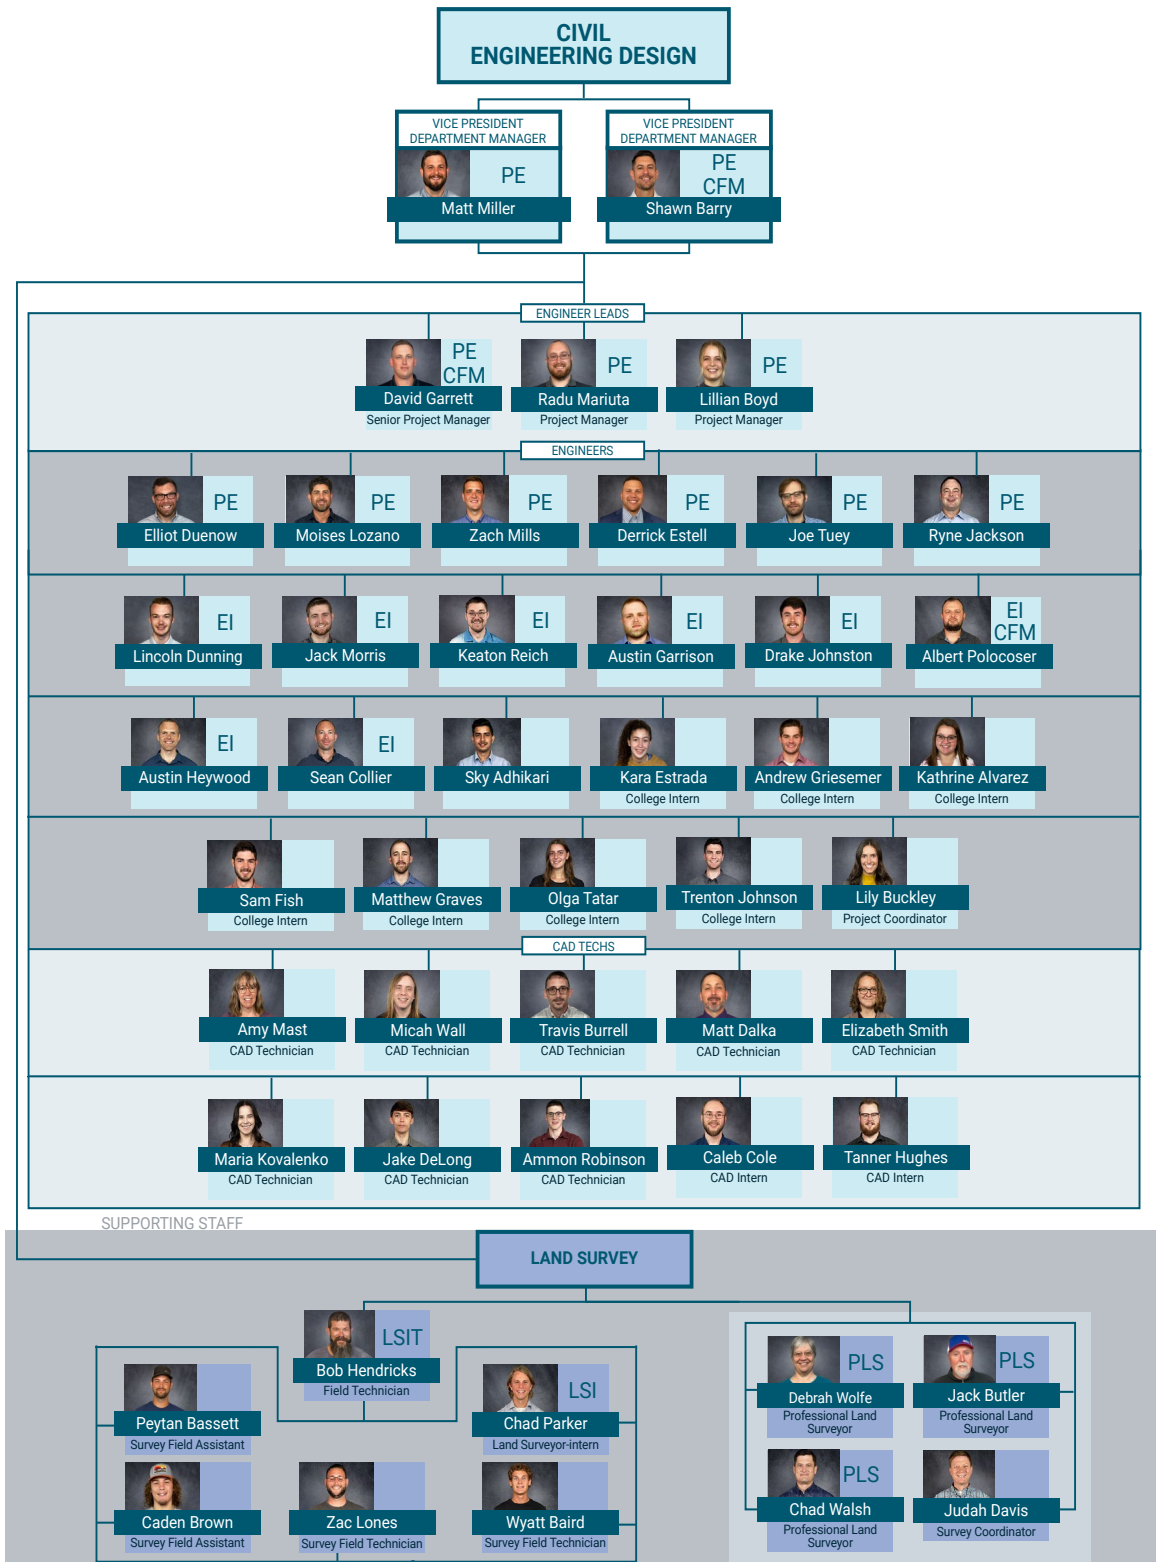 CIVIL
ENGINEERING DESIGN
VICE PRESIDENT
DEPARTMENT MANAGER
PE
Matt Miller
VICE PRESIDENT
DEPARTMENT MANAGER
PE
CFM
Shawn Barry
ENGINEER LEADS
PE
CFM
David Garrett
Senior Project Manager
PE
Radu Mariuta
Project Manager
PE
Lillian Boyd
Project Manager
ENGINEERS
PE
Elliot Duenow
PE
Moises Lozano
PE
Zach Mills
PE
Derrick Estell
PE
Joe Tuey
PE
Ryne Jackson
EI
Lincoln Dunning
EI
Jack Morris
EI
Keaton Reich
EI
Austin Garrison
EI
Drake Johnston
EI
CFM
Albert Polocoser
EI
Austin Heywood
EI
Sean Collier
Sky Adhikari
Kara Estrada
College Intern
Andrew Griesemer
College Intern
Kathrine Alvarez
College Intern
Sam Fish
College Intern
Matthew Graves
College Intern
Olga Tatar
College Intern
Trenton Johnson
College Intern
Lily Buckley
Project Coordinator
CAD TECHS
Amy Mast
CAD Technician
Micah Wall
CAD Technician
Travis Burrell
CAD Technician
Matt Dalka
CAD Technician
Elizabeth Smith
CAD Technician
Maria Kovalenko
CAD Technician
Jake DeLong
CAD Technician
Ammon Robinson
CAD Technician
Caleb Cole
CAD Intern
Tanner Hughes
CAD Intern
SUPPORTING STAFF
LAND SURVEY
LSIT
Bob Hendricks
Field Technician
Peytan Bassett
Survey Field Assistant
LSI
Chad Parker
Land Surveyor-intern
Caden Brown
Survey Field Assistant
Zac Lones
Survey Field Technician
Wyatt Baird
Survey Field Technician
PLS
Debrah Wolfe
Professional Land
Surveyor
PLS
Jack Butler
Professional Land
Surveyor
PLS
Chad Walsh
Professional Land
Surveyor
Judah Davis
Survey Coordinator